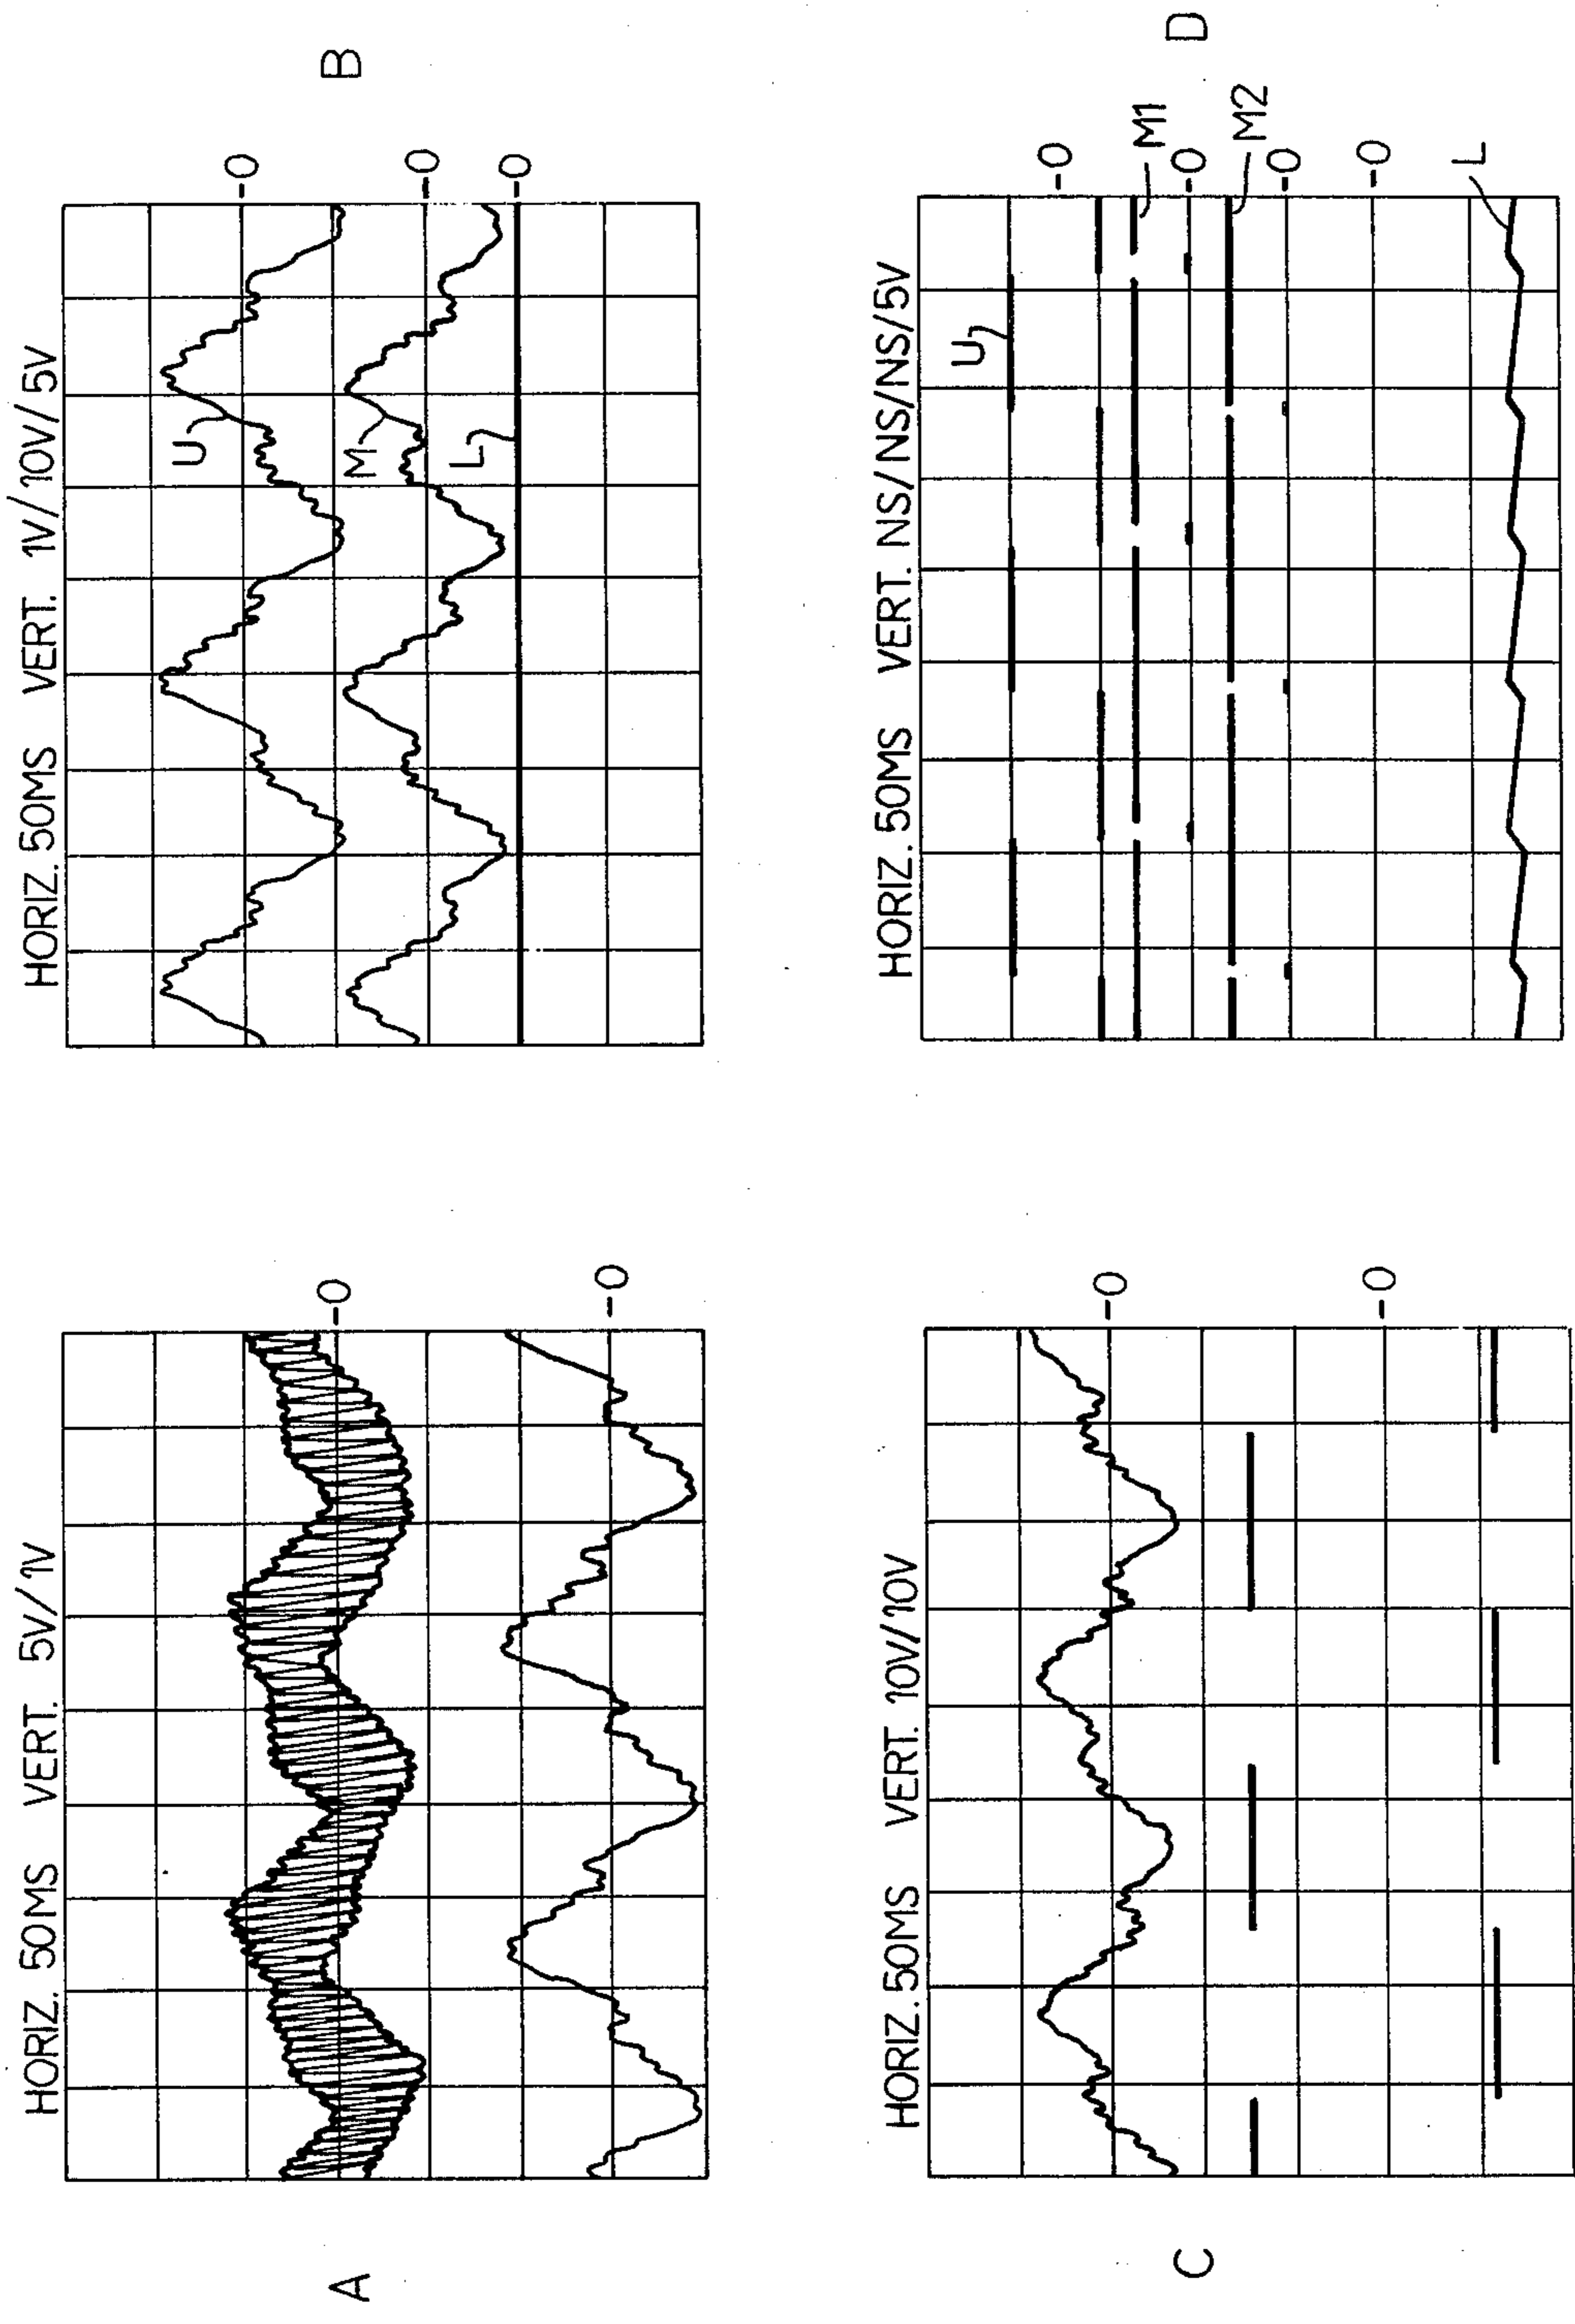 HORIZ. 50MS VERT. 5V/1V
-0
-0
A
HORIZ. 50MS VERT. 1V/10V/5V
U
M
L
-0
-0
-0
B
HORIZ. 50MS VERT. 10V/10V
-0
-0
C
HORIZ. 50MS VERT. NS/NS/NS/5V
U
-0
M1
-0
M2
-0
-0
L
D